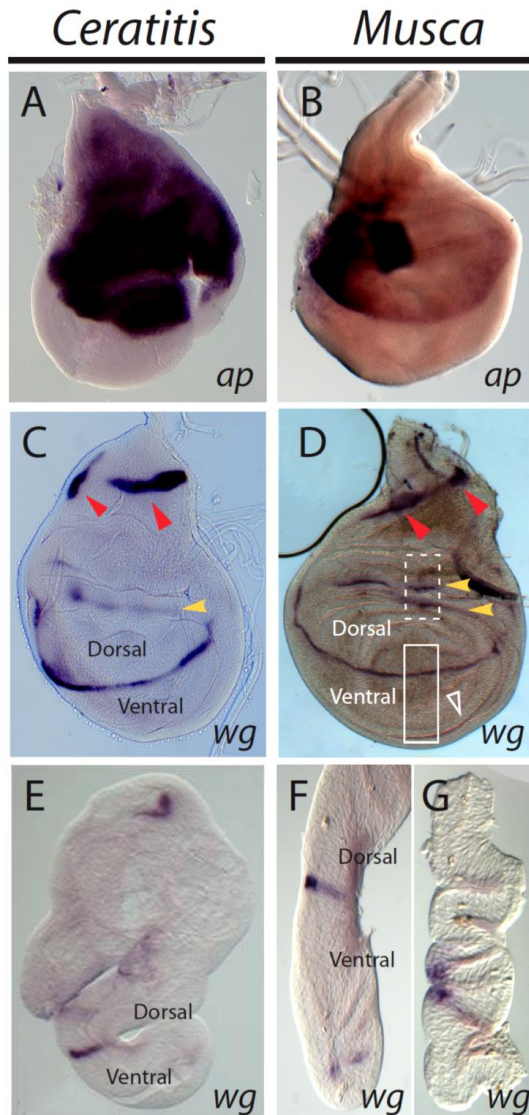 Ceratitis Musca
A B
ap ap
C D
Dorsal Dorsal
Ventral Ventral
wg wg
E F G
Dorsal
Ventral
wg
Dorsal
Ventral
wg
wg